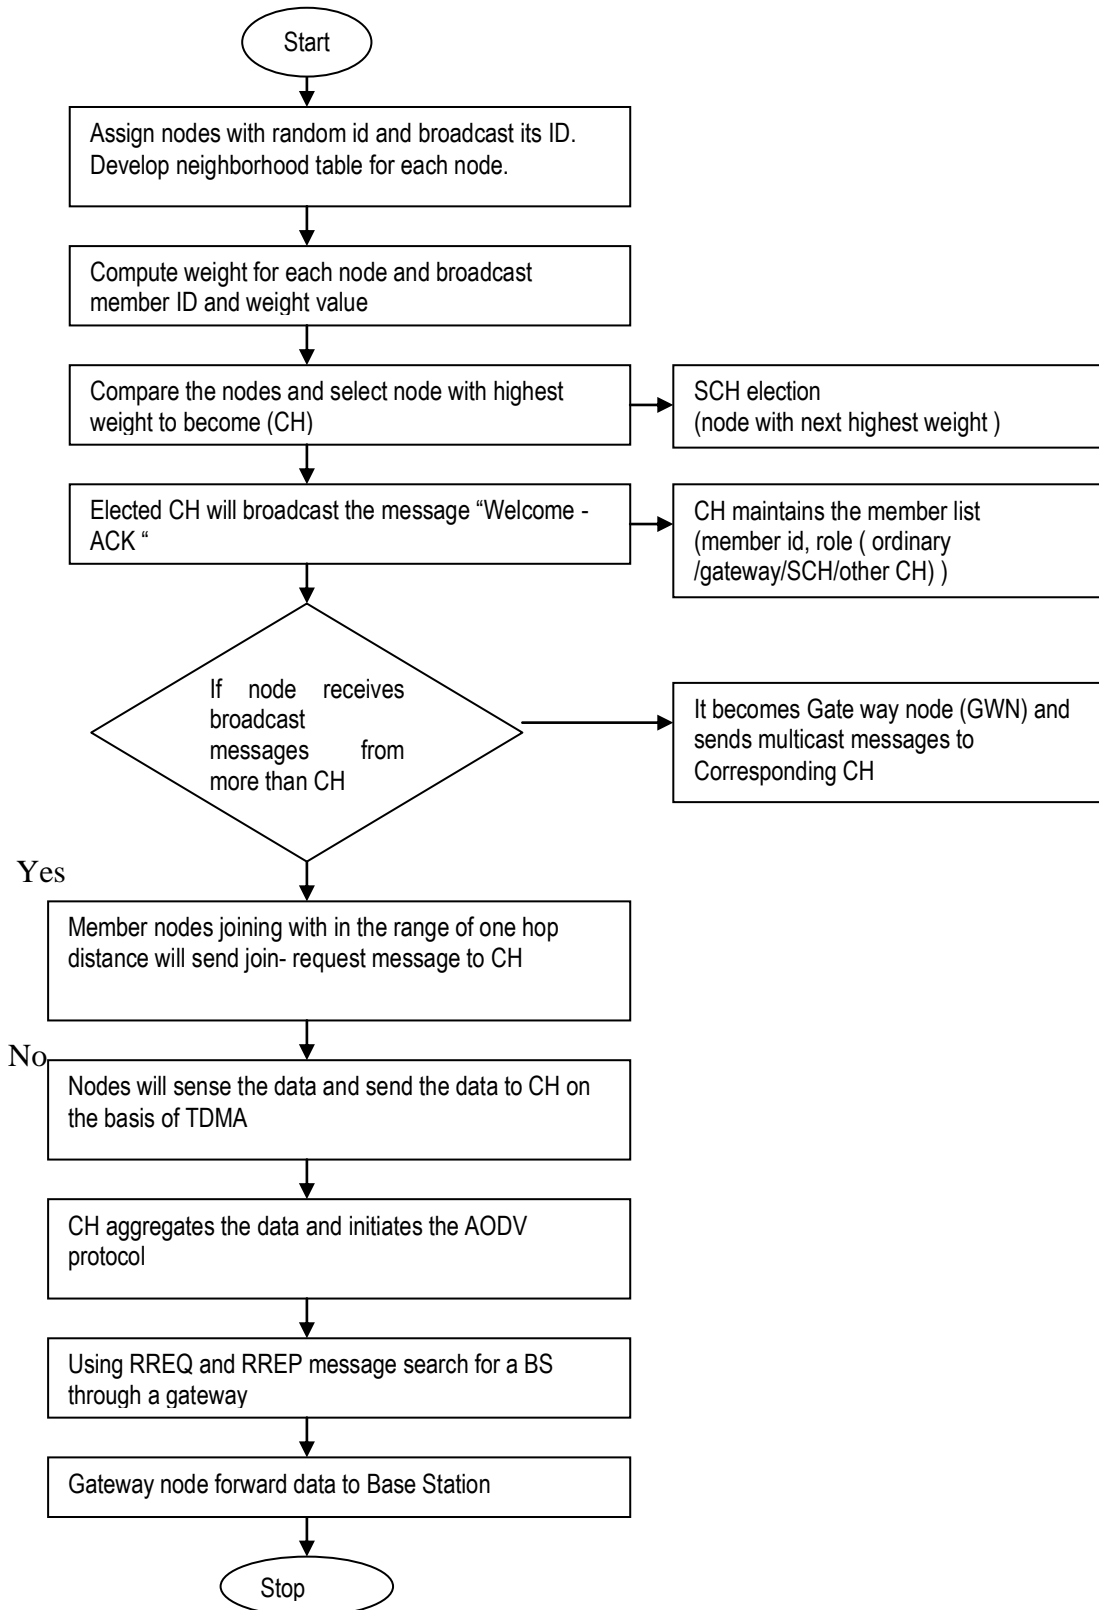 Start
Assign nodes with random id and broadcast its ID.
Develop neighborhood table for each node.
Compute weight for each node and broadcast
member ID and weight value
Compare the nodes and select node with highest
weight to become (CH)
SCH election
(node with next highest weight )
Elected CH will broadcast the message “Welcome -
ACK “
CH maintains the member list
(member id, role ( ordinary
/gateway/SCH/other CH) )
If node receives
broadcast
messages from
more than CH
It becomes Gate way node (GWN) and
sends multicast messages to
Corresponding CH
Yes
Member nodes joining with in the range of one hop
distance will send join- request message to CH
No
Nodes will sense the data and send the data to CH on
the basis of TDMA
CH aggregates the data and initiates the AODV
protocol
Using RREQ and RREP message search for a BS
through a gateway
Gateway node forward data to Base Station
Stop